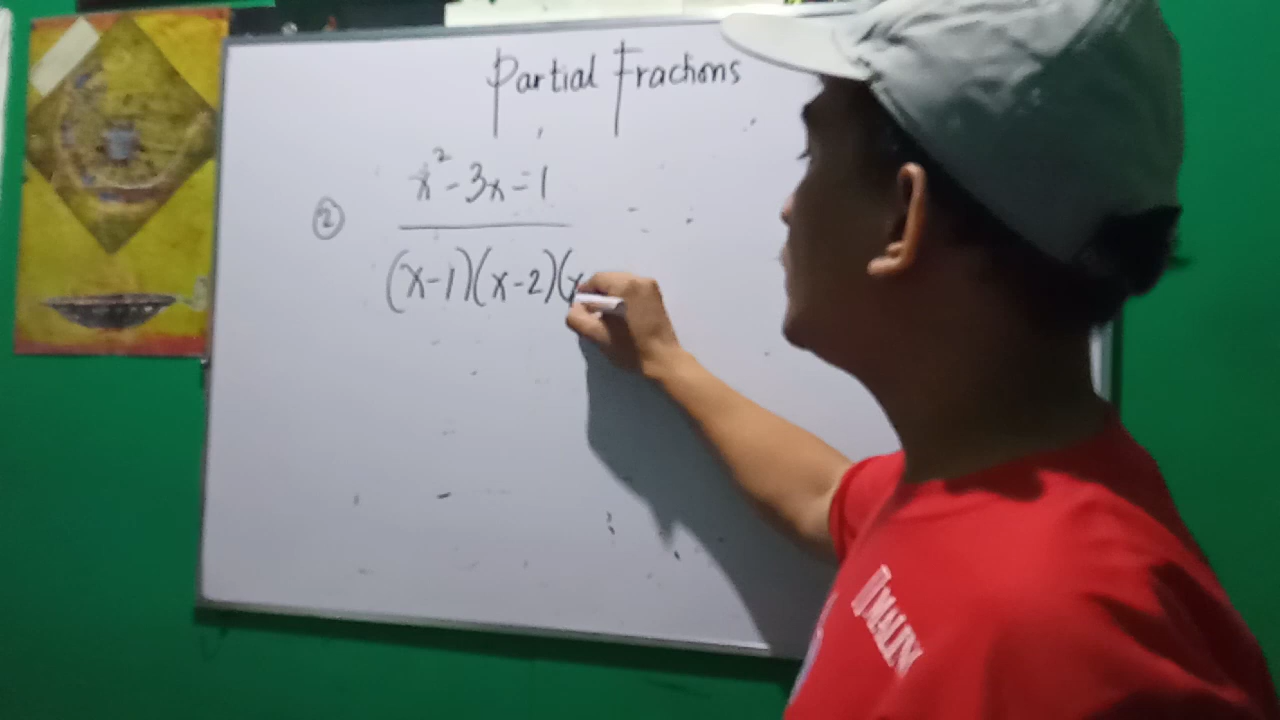 Partial Fractions
② x² - 3x = 1
(x-1)(x-2)(x